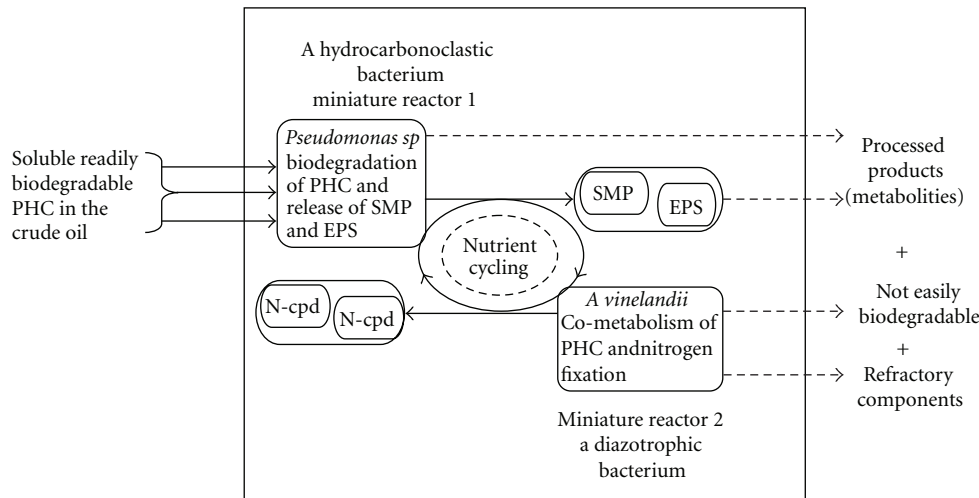 A hydrocarbonoclastic
bacterium
miniature reactor 1
Soluble readily
biodegradable
PHC in the
crude oil
Pseudomonas sp
biodegradation
of PHC and
release of SMP
and EPS
SMP
EPS
Nutrient
cycling
N-cpd
N-cpd
A vinelandii
Co-metabolism of
PHC andnitrogen
fixation
Miniature reactor 2
a diazotrophic
bacterium
Processed
products
(metabolities)
+
Not easily
biodegradable
+
Refractory
components